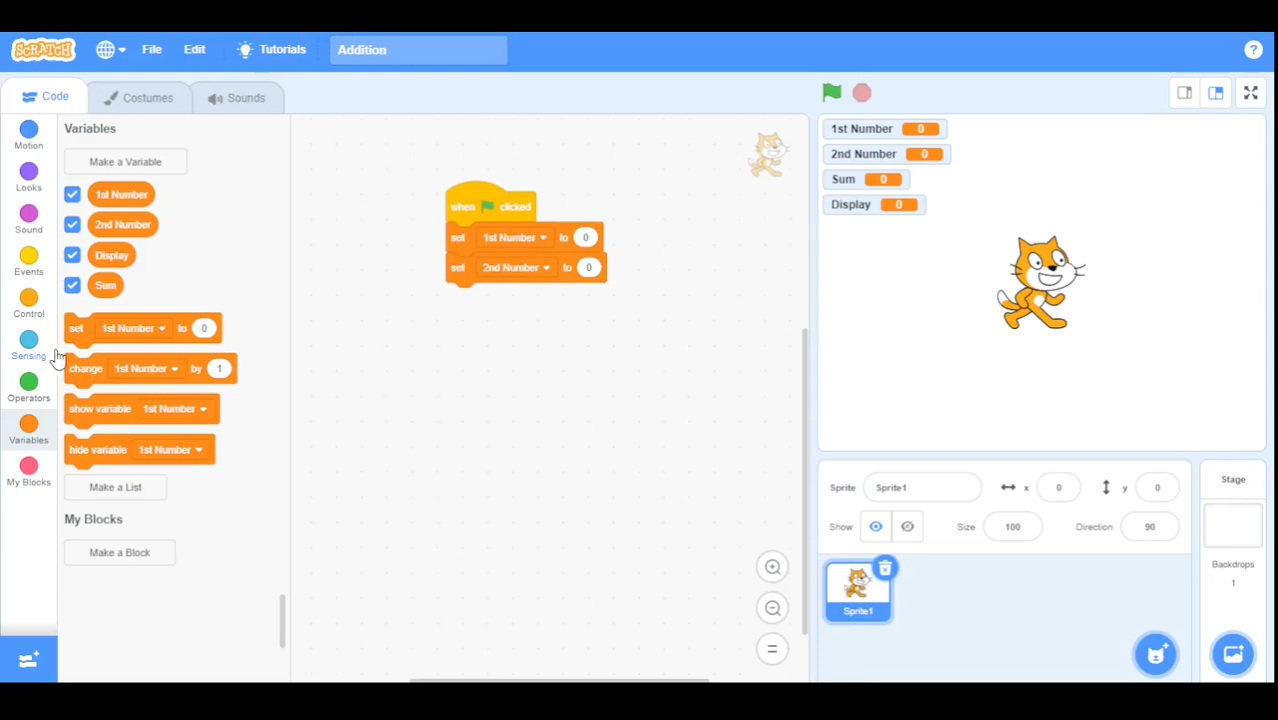 SCRATCH File Edit Tutorials Addition ?
Code Costumes Sounds
Motion
Looks
Sound
Events
Control
Sensing
Operators
Variables
My Blocks
Variables
Make a Variable
1st Number
2nd Number
Display
Sum
set 1st Number to 0
change 1st Number by 1
show variable 1st Number
hide variable 1st Number
Make a List
My Blocks
Make a Block
when clicked
set 1st Number to 0
set 2nd Number to 0
1st Number 0
2nd Number 0
Sum 0
Display 0
Sprite Sprite1 x 0 y 0
Show Size 100 Direction 90
Sprite1
Stage
Backdrops
1